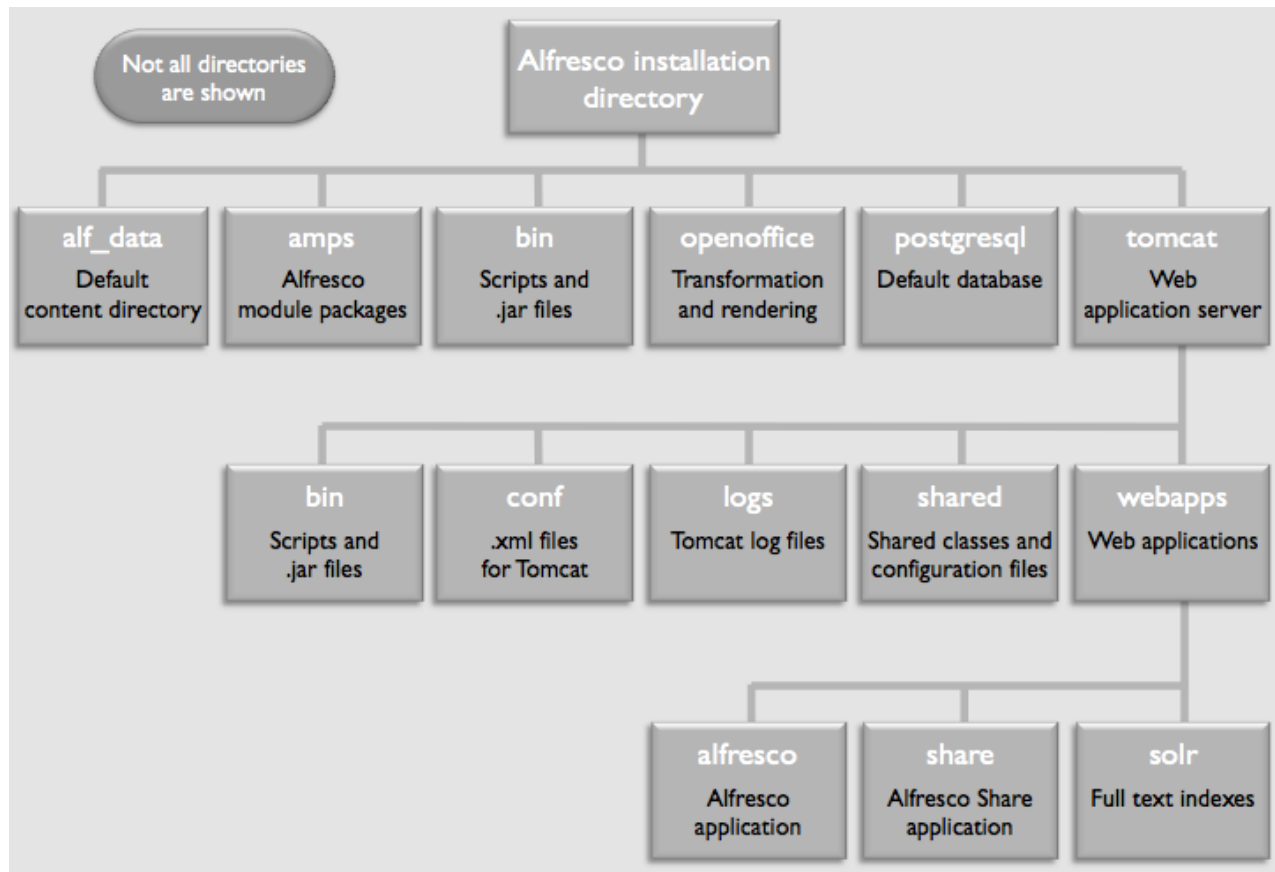 Not all directories
are shown
Alfresco installation
directory
alf_data
Default
content directory
amps
Alfresco
module packages
bin
Scripts and
.jar files
openoffice
Transformation
and rendering
postgresql
Default database
tomcat
Web
application server
bin
Scripts and
.jar files
conf
.xml files
for Tomcat
logs
Tomcat log files
shared
Shared classes and
configuration files
webapps
Web applications
alfresco
Alfresco
application
share
Alfresco Share
application
solr
Full text indexes